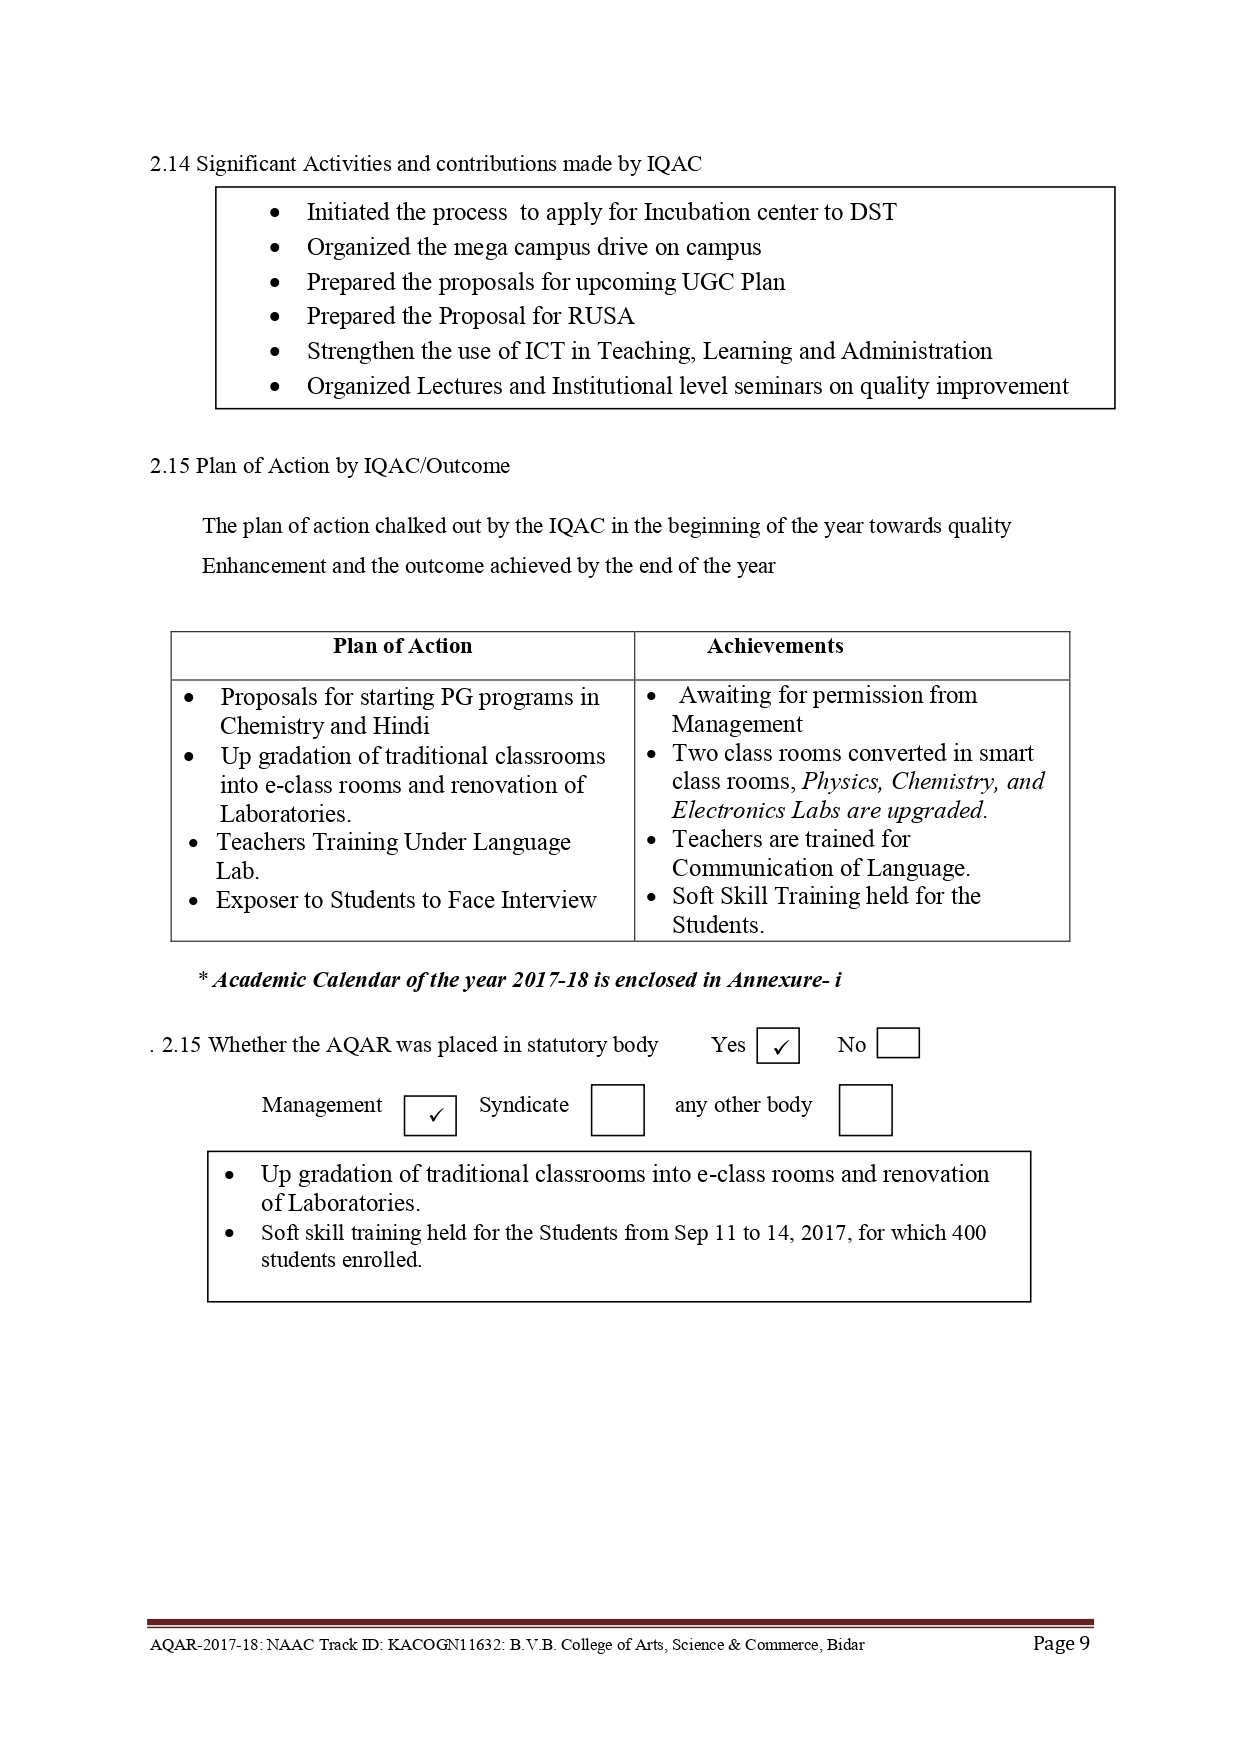 2.14 Significant Activities and contributions made by IQAC
• Initiated the process  to apply for Incubation center to DST
• Organized the mega campus drive on campus
• Prepared the proposals for upcoming UGC Plan
• Prepared the Proposal for RUSA
• Strengthen the use of ICT in Teaching, Learning and Administration
• Organized Lectures and Institutional level seminars on quality improvement
2.15 Plan of Action by IQAC/Outcome
The plan of action chalked out by the IQAC in the beginning of the year towards quality
Enhancement and the outcome achieved by the end of the year
Plan of Action
• Proposals for starting PG programs in
Chemistry and Hindi
• Up gradation of traditional classrooms
into e-class rooms and renovation of
Laboratories.
• Teachers Training Under Language
Lab.
• Exposer to Students to Face Interview
Achievements
• Awaiting for permission from
Management
• Two class rooms converted in smart
class rooms, Physics, Chemistry, and
Electronics Labs are upgraded.
• Teachers are trained for
Communication of Language.
• Soft Skill Training held for the
Students.
* Academic Calendar of the year 2017-18 is enclosed in Annexure- i
. 2.15 Whether the AQAR was placed in statutory body Yes ✓ No
Management ✓ Syndicate any other body
• Up gradation of traditional classrooms into e-class rooms and renovation
of Laboratories.
• Soft skill training held for the Students from Sep 11 to 14, 2017, for which 400
students enrolled.
AQAR-2017-18: NAAC Track ID: KACOGN11632: B.V.B. College of Arts, Science & Commerce, Bidar Page 9